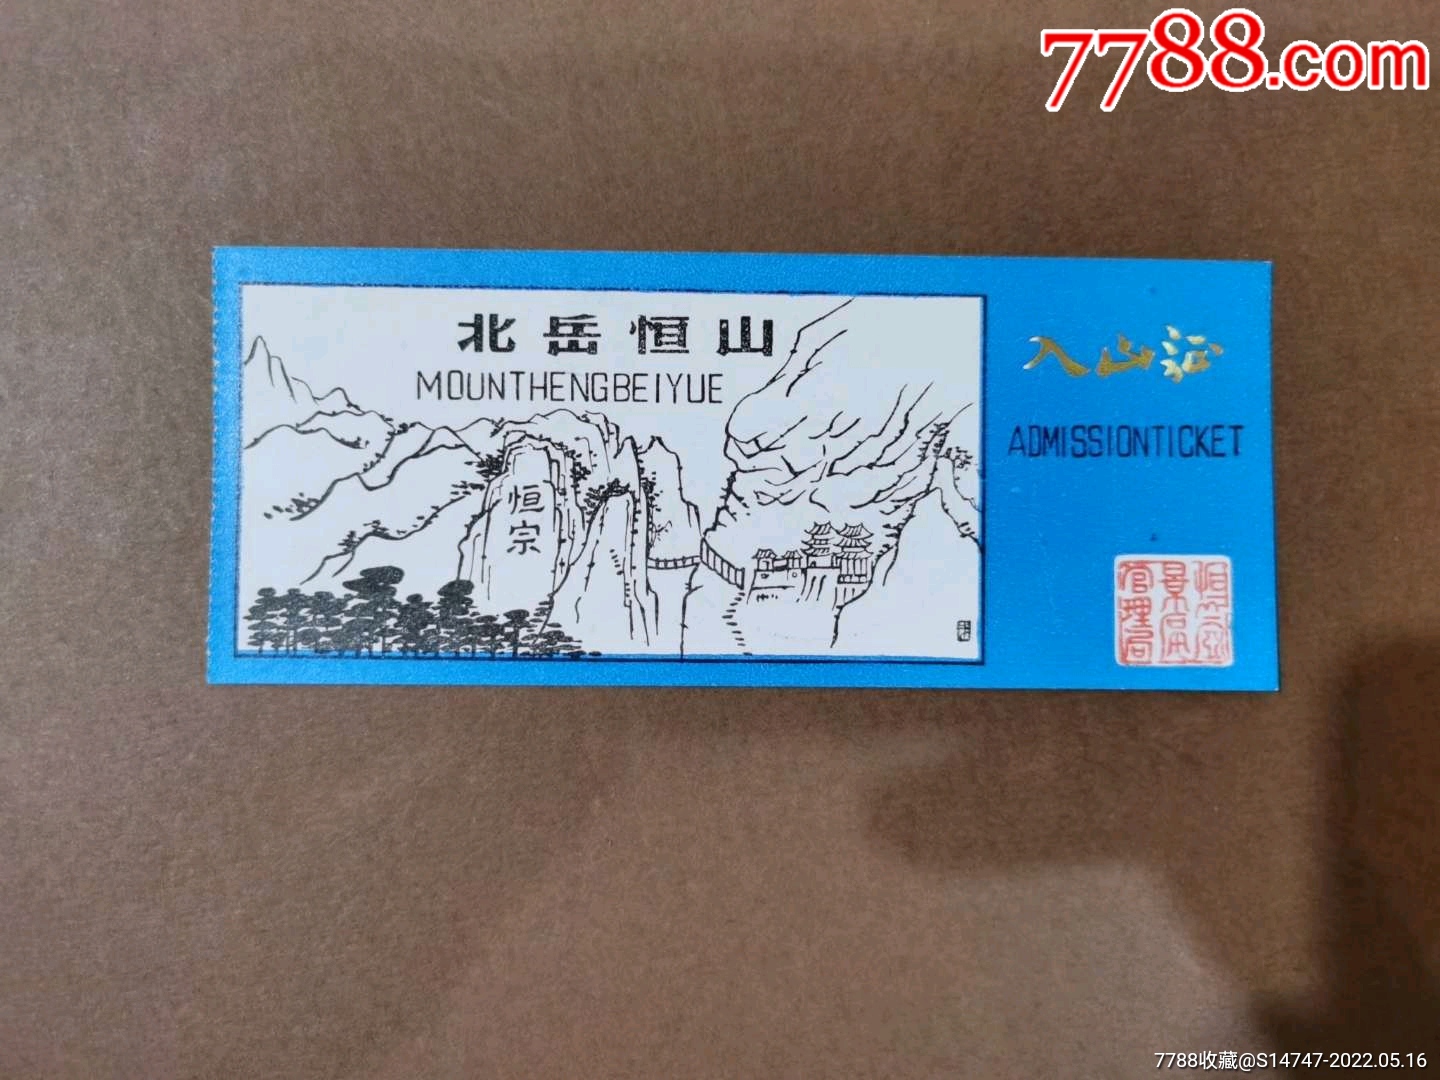 7788.com
北岳恒山
MOUNTHENGBEIYUE
恒宗
入山证
ADMISSIONTICKET
恒山
景区
管理局
7788收藏@S14747-2022.05.16